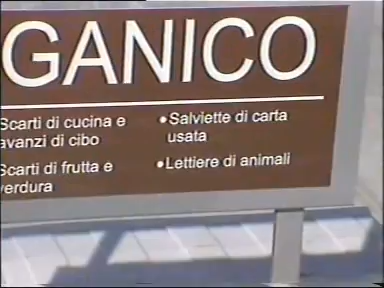 GANICO
Scarti di cucina e
avanzi di cibo
Scarti di frutta e
verdura
•Salviette di carta
usata
•Lettiere di animali